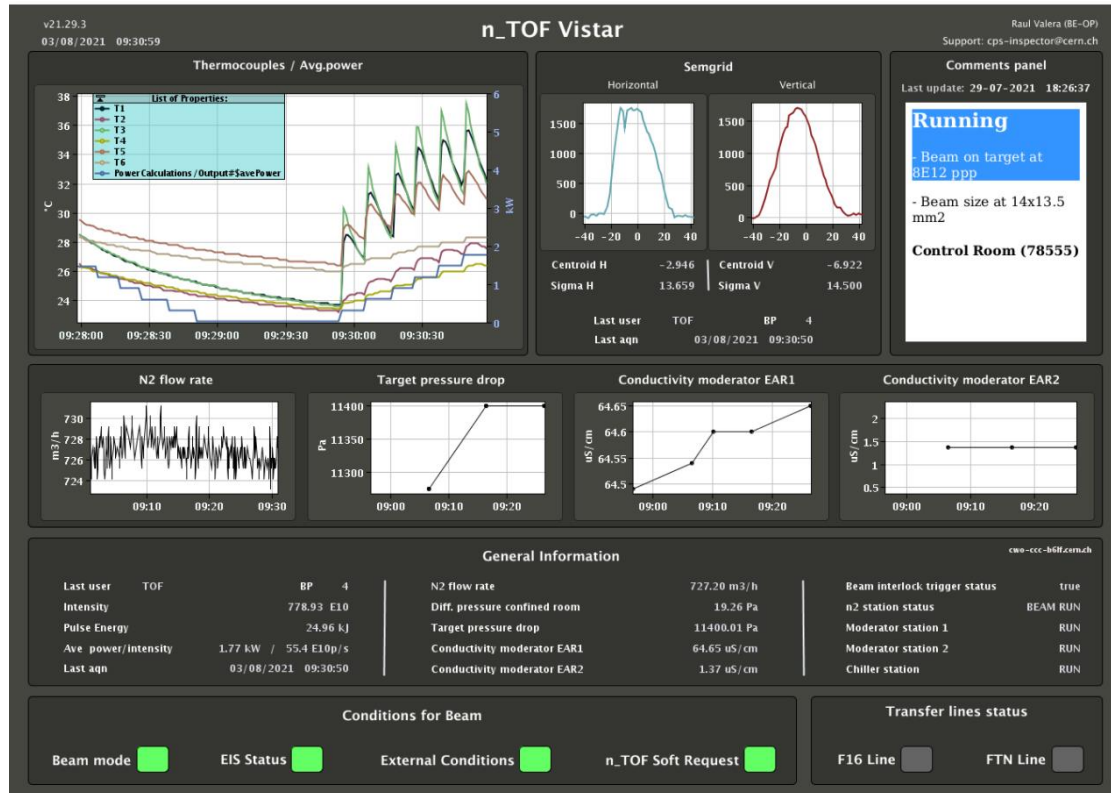 v21.29.3
03/08/2021 09:30:59
n_TOF Vistar
Raul Valera (BE-OP)
Support: cps-inspector@cern.ch
Thermocouples / Avg.power
List of Properties:
T1
T2
T3
T4
T5
T6
Power Calculations /Output#$avePower
38
36
34
32
30
28
26
24
°C
6
5
4
3
2
1
0
kW
09:28:00 09:28:30 09:29:00 09:29:30 09:30:00 09:30:30
Semgrid
Horizontal
1500
1000
500
0
-40 -20 0 20 40
Vertical
1500
1000
500
0
-40 -20 0 20 40
Centroid H -2.946
Centroid V -6.922
Sigma H 13.659
Sigma V 14.500
Last user TOF BP 4
Last aqn 03/08/2021 09:30:50
Comments panel
Last update: 29-07-2021 18:26:37
Running
- Beam on target at
8E12 ppp
- Beam size at 14x13.5
mm2
Control Room (78555)
N2 flow rate
730
728
726
724
m3/h
09:10 09:20 09:30
Target pressure drop
11400
11350
11300
Pa
09:00 09:10 09:20
Conductivity moderator EAR1
64.65
64.6
64.55
64.5
uS/cm
09:00 09:10 09:20
Conductivity moderator EAR2
2
1.5
1
0.5
uS/cm
09:00 09:10 09:20
General Information
cwo-ccc-b6lf.cern.ch
Last user TOF BP 4
Intensity 778.93 E10
Pulse Energy 24.96 kJ
Ave power/intensity 1.77 kW / 55.4 E10p/s
Last aqn 03/08/2021 09:30:50
N2 flow rate 727.20 m3/h
Diff. pressure confined room 19.26 Pa
Target pressure drop 11400.01 Pa
Conductivity moderator EAR1 64.65 uS/cm
Conductivity moderator EAR2 1.37 uS/cm
Beam interlock trigger status true
n2 station status BEAM RUN
Moderator station 1 RUN
Moderator station 2 RUN
Chiller station RUN
Conditions for Beam
Beam mode
EIS Status
External Conditions
n_TOF Soft Request
Transfer lines status
F16 Line
FTN Line